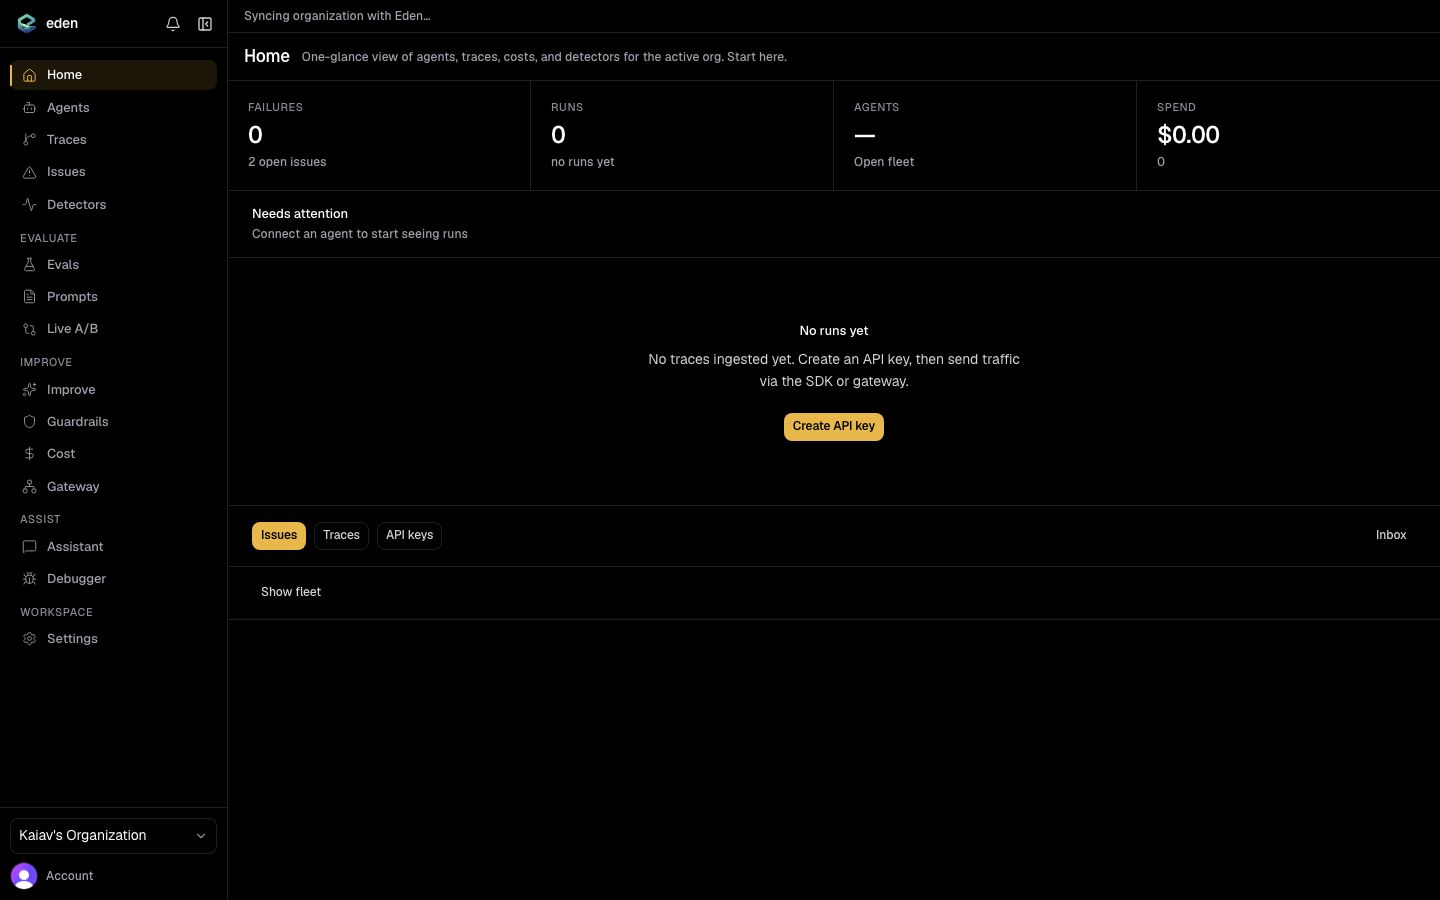 eden
Home
Agents
Traces
Issues
Detectors
EVALUATE
Evals
Prompts
Live A/B
IMPROVE
Improve
Guardrails
Cost
Gateway
ASSIST
Assistant
Debugger
WORKSPACE
Settings
Kaiav's Organization
Account
Syncing organization with Eden…
Home One-glance view of agents, traces, costs, and detectors for the active org. Start here.
FAILURES
0
2 open issues
RUNS
0
no runs yet
AGENTS
—
Open fleet
SPEND
$0.00
0
Needs attention
Connect an agent to start seeing runs
No runs yet
No traces ingested yet. Create an API key, then send traffic
via the SDK or gateway.
Create API key
Issues Traces API keys Inbox
Show fleet